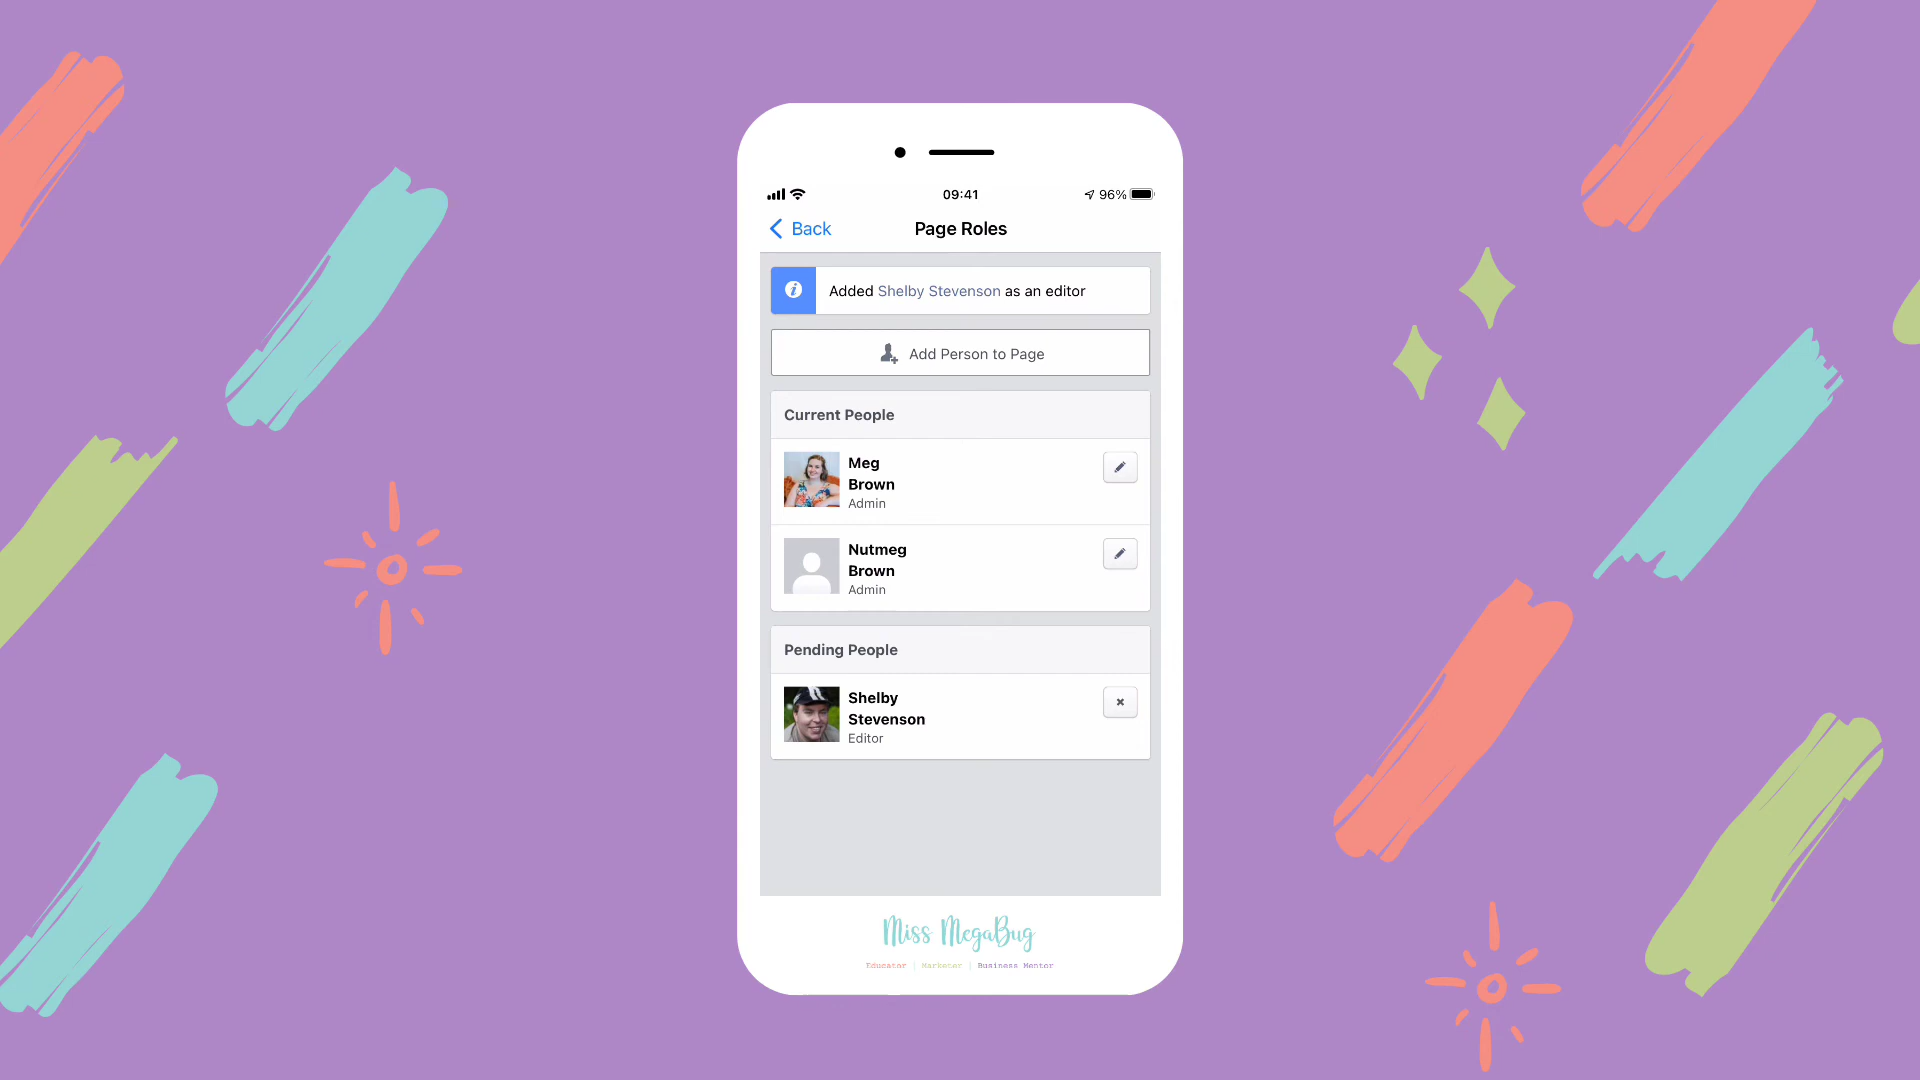 09:41
96%
Back
Page Roles
Added Shelby Stevenson as an editor
Add Person to Page
Current People
Meg
Brown
Admin
Nutmeg
Brown
Admin
Pending People
Shelby
Stevenson
Editor
Miss MegaBug
Educator | Marketer | Business Mentor